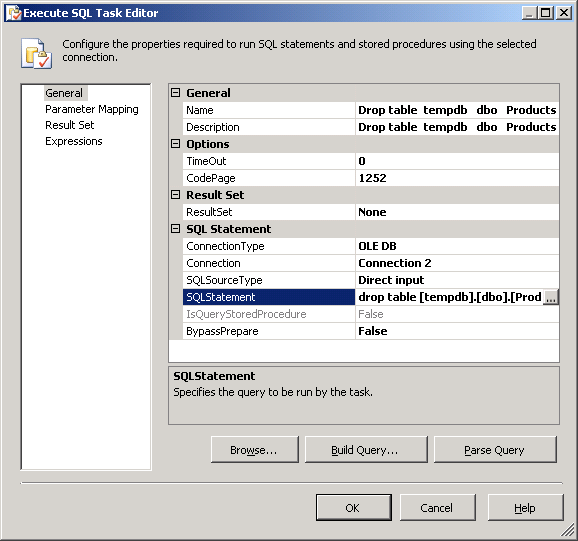 Execute SQL Task Editor
Configure the properties required to run SQL statements and stored procedures using the selected
connection.
General
Parameter Mapping
Result Set
Expressions
General
Name Drop table tempdb dbo Products
Description Drop table tempdb dbo Products
Options
TimeOut 0
CodePage 1252
Result Set
ResultSet None
SQL Statement
ConnectionType OLE DB
Connection Connection 2
SQLSourceType Direct input
SQLStatement drop table [tempdb].[dbo].[Prod ...
IsQueryStoredProcedure False
BypassPrepare False
SQLStatement
Specifies the query to be run by the task.
Browse... Build Query... Parse Query
OK Cancel Help